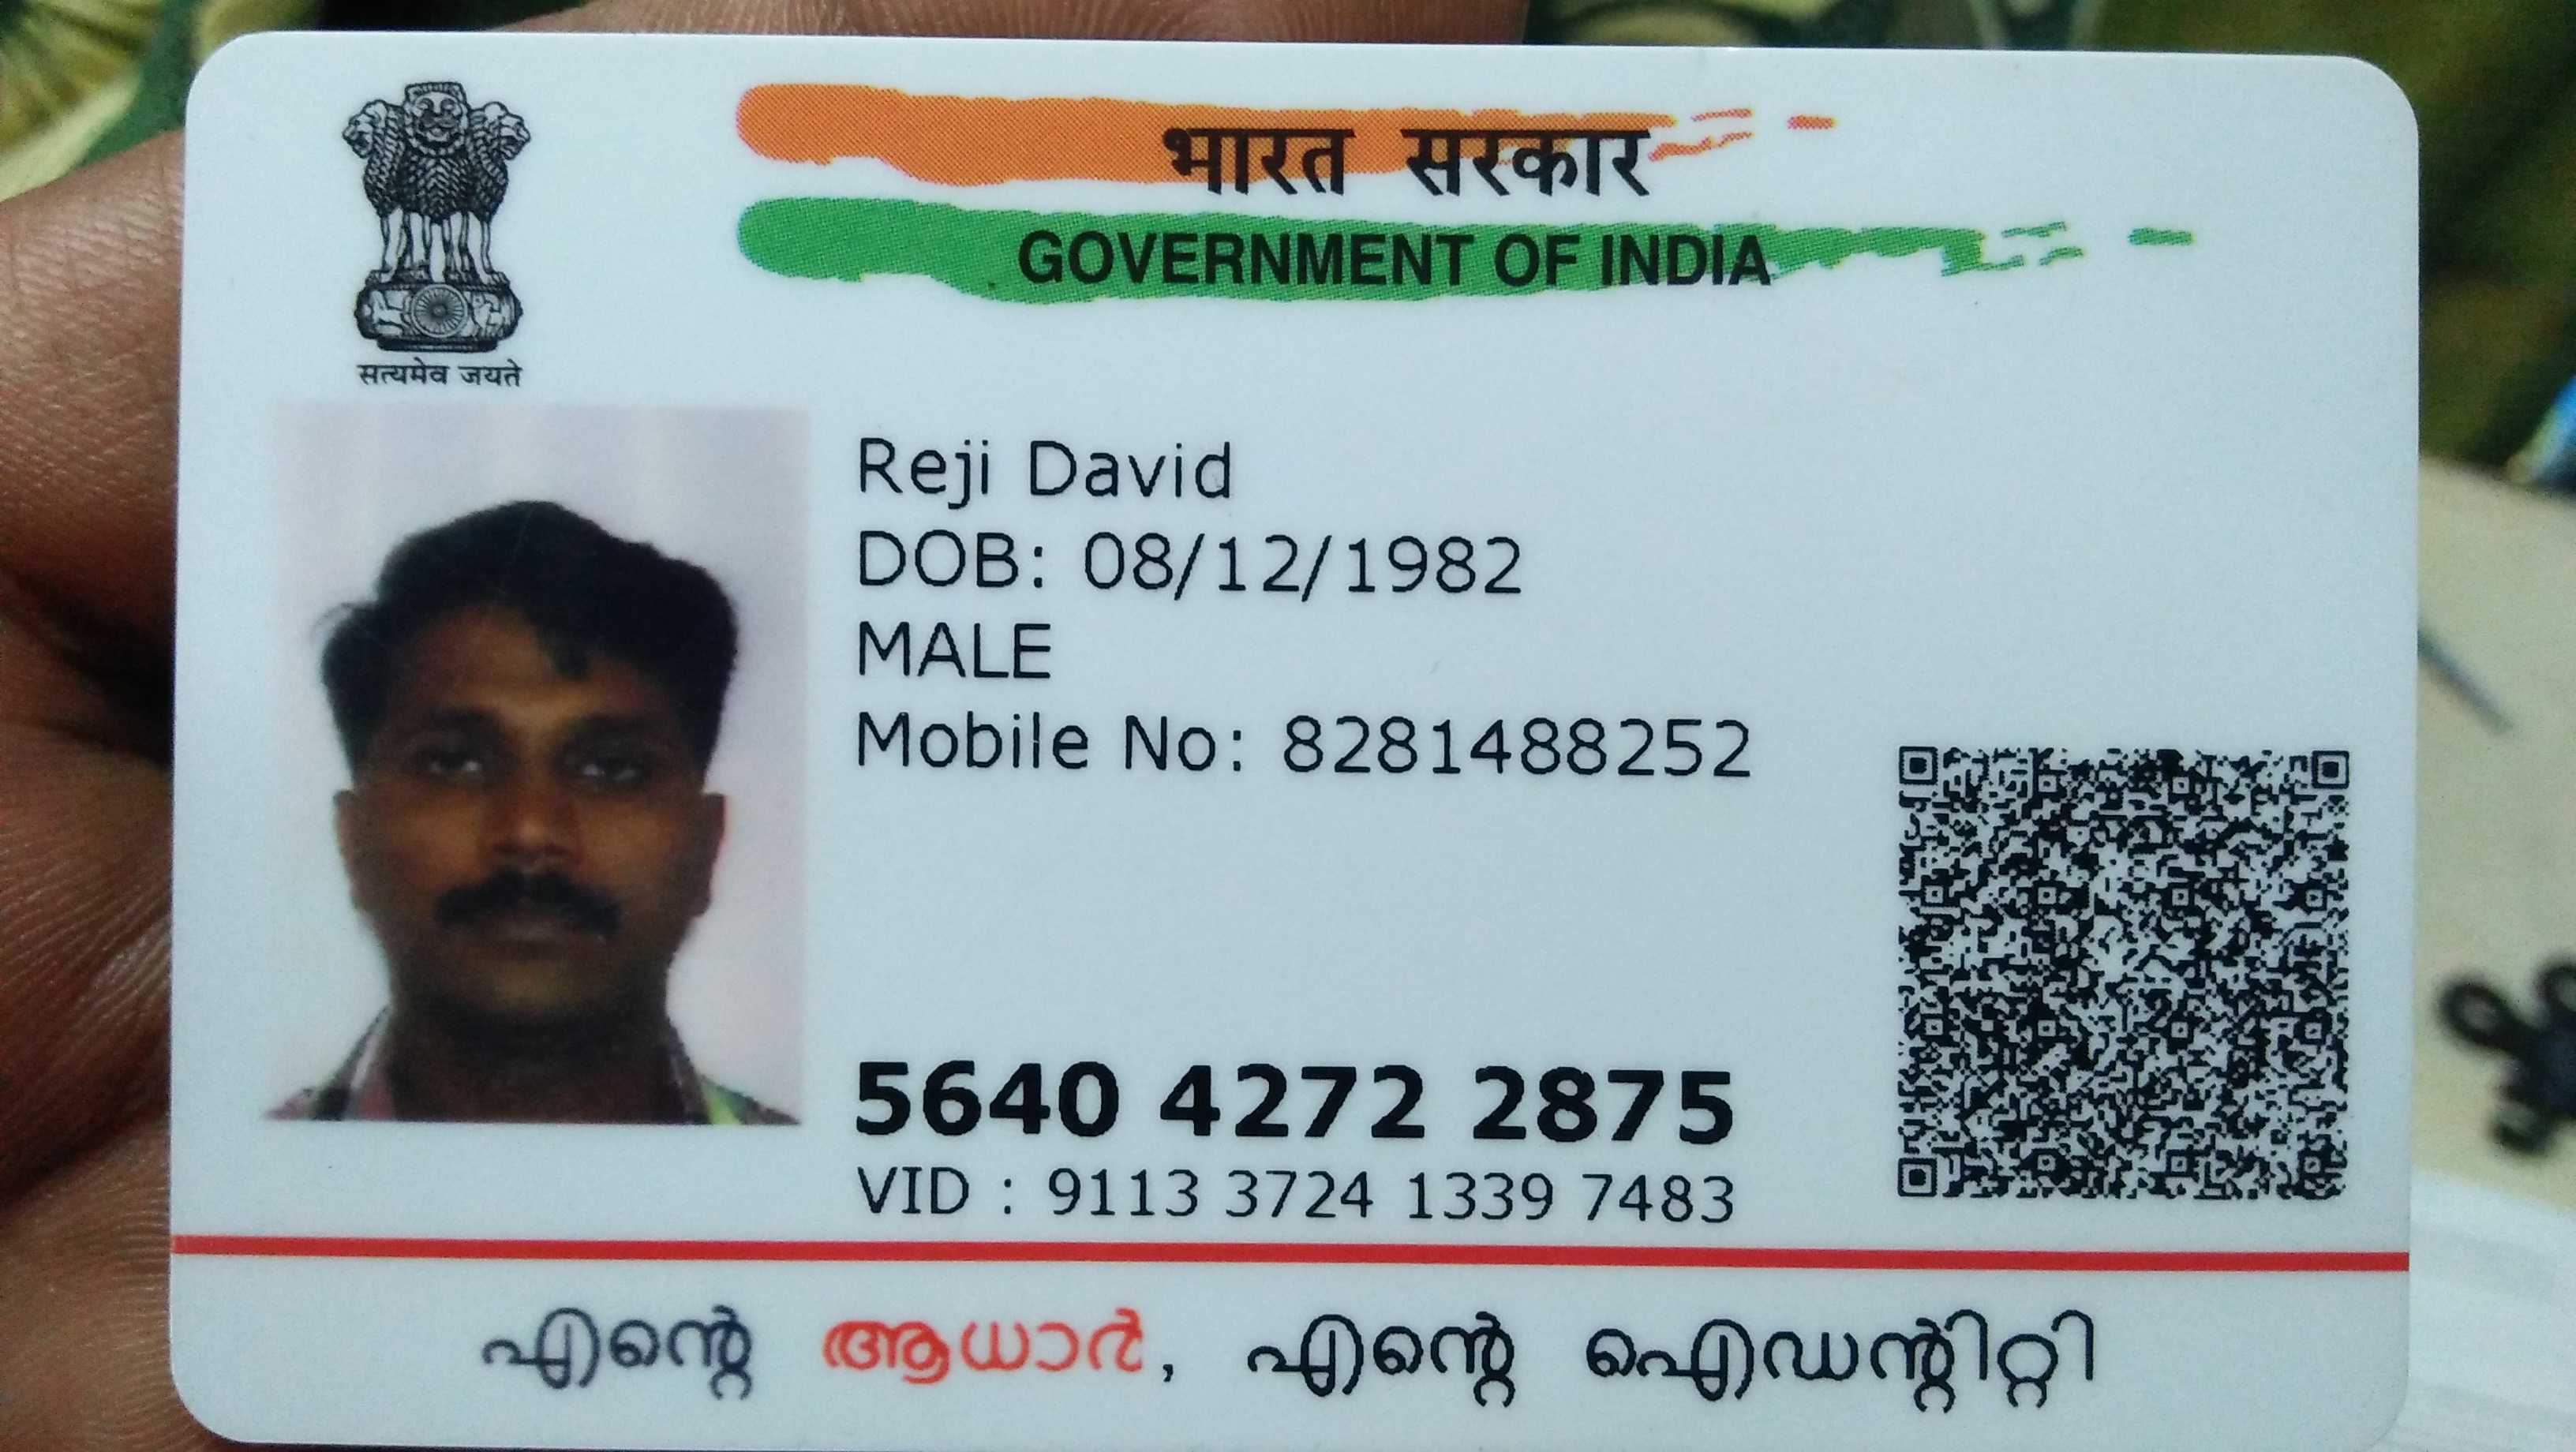 भारत सरकार
GOVERNMENT OF INDIA
सत्यमेव जयते
Reji David
DOB: 08/12/1982
MALE
Mobile No: 8281488252
5640 4272 2875
VID : 9113 3724 1339 7483
എന്റെ ആധാർ, എന്റെ ഐഡന്റിറ്റി